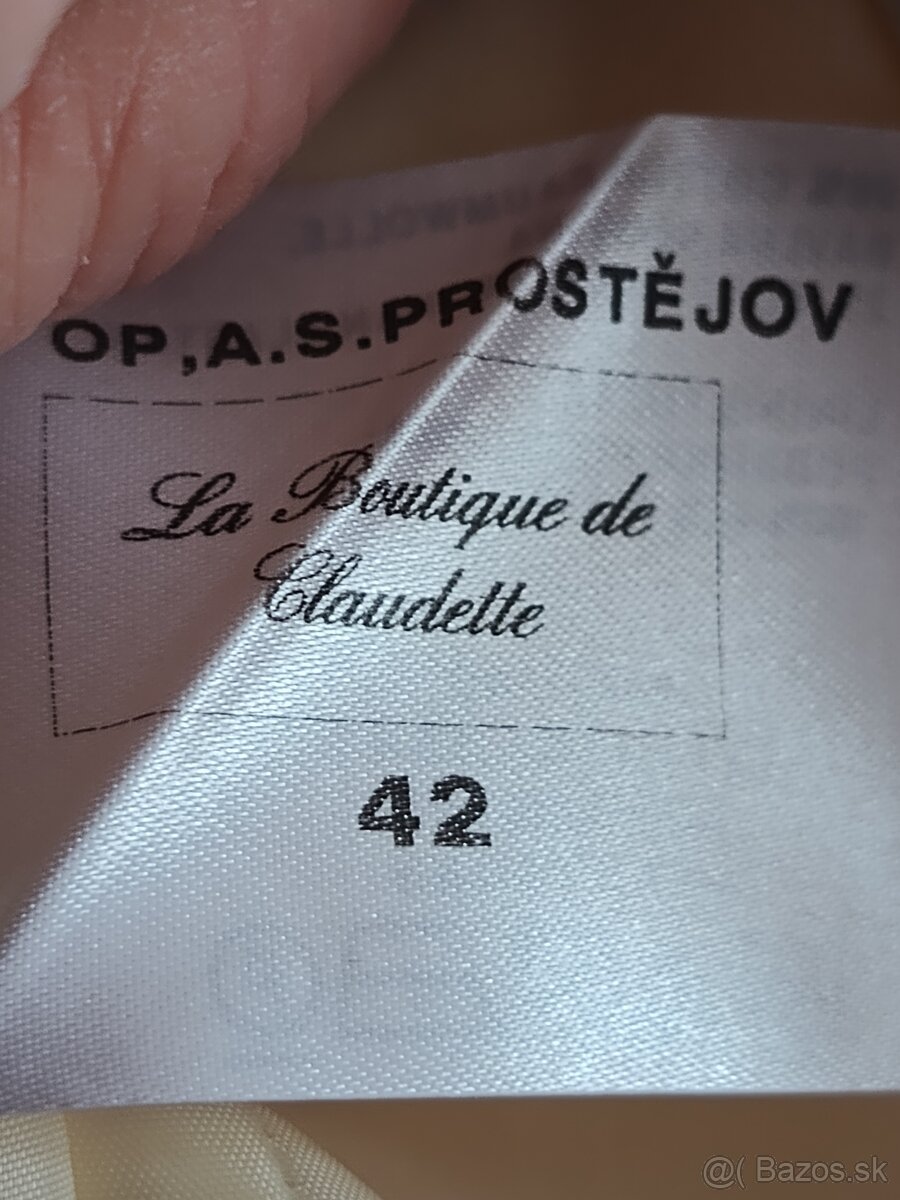 OP,A.S.PROSTĚJOV
La Boutique de
Claudette
42
@( Bazos.sk